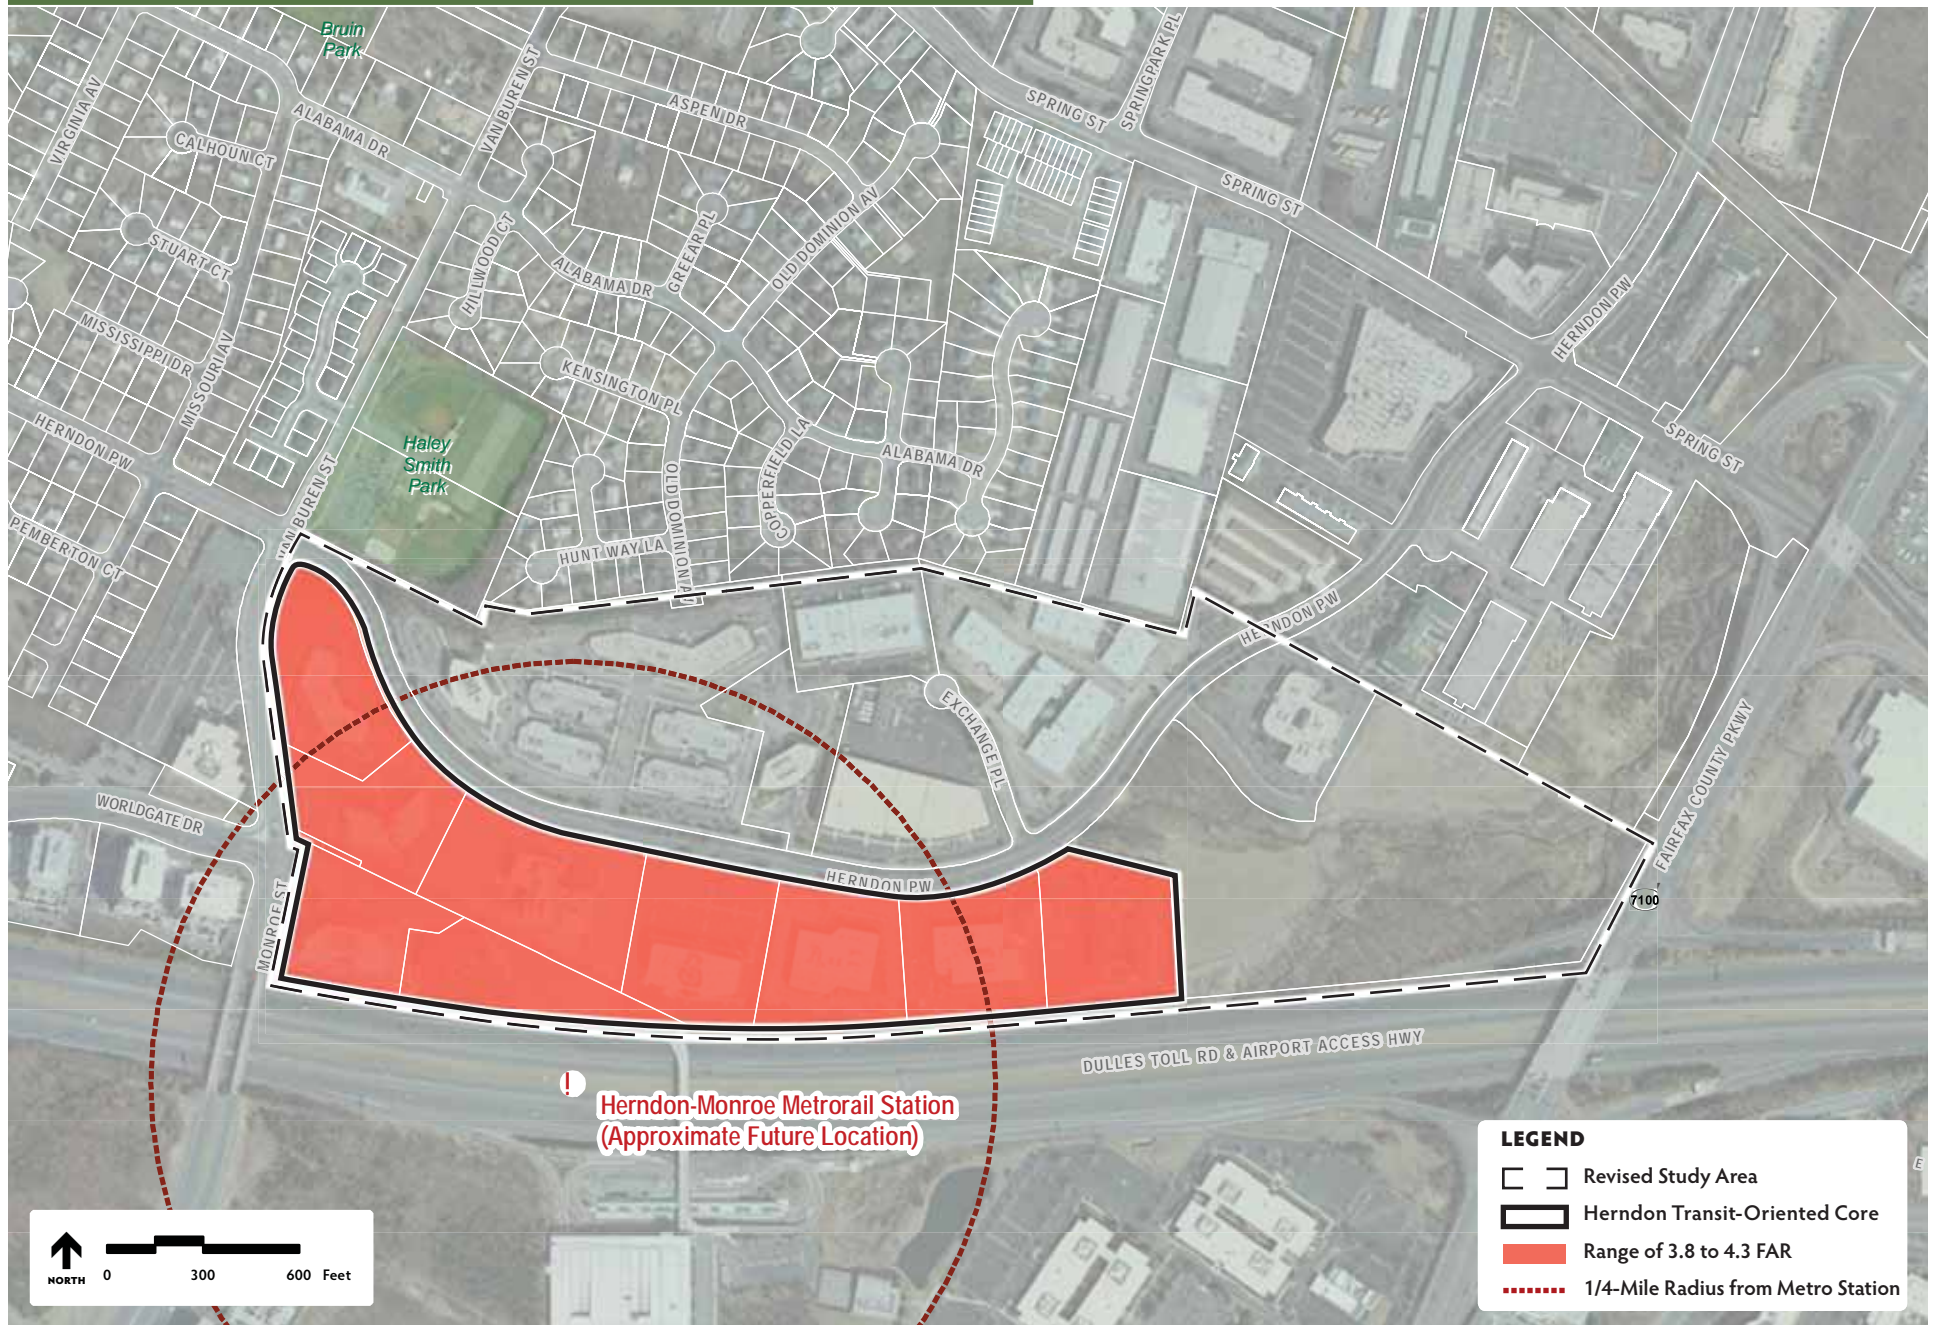 Bruin
Park
VIRGINIA AV
CALHOUN CT
ALABAMA DR
VAN BUREN ST
ASPEN DR
SPRING ST
SPRINGPARK PL
SPRING ST
STUART CT
HILLWOOD CT
ALABAMA DR
GREEAR PL
OLD DOMINION AV
HERNDON PW
MISSISSIPPI DR
MISSOURI AV
KENSINGTON PL
HERNDON PW
Haley
Smith
Park
COPPERFIELD LA
ALABAMA DR
SPRING ST
VAN BUREN ST
OLD DOMINION AV
PEMBERTON CT
HUNT WAY LA
HERNDON PW
EXCHANGE PL
FAIRFAX COUNTY PKWY
WORLDGATE DR
HERNDON PW
7100
MONROE ST
DULLES TOLL RD & AIRPORT ACCESS HWY
!
Herndon-Monroe Metrorail Station
(Approximate Future Location)
LEGEND
Revised Study Area
Herndon Transit-Oriented Core
Range of 3.8 to 4.3 FAR
1/4-Mile Radius from Metro Station
E
NORTH
0 300 600 Feet